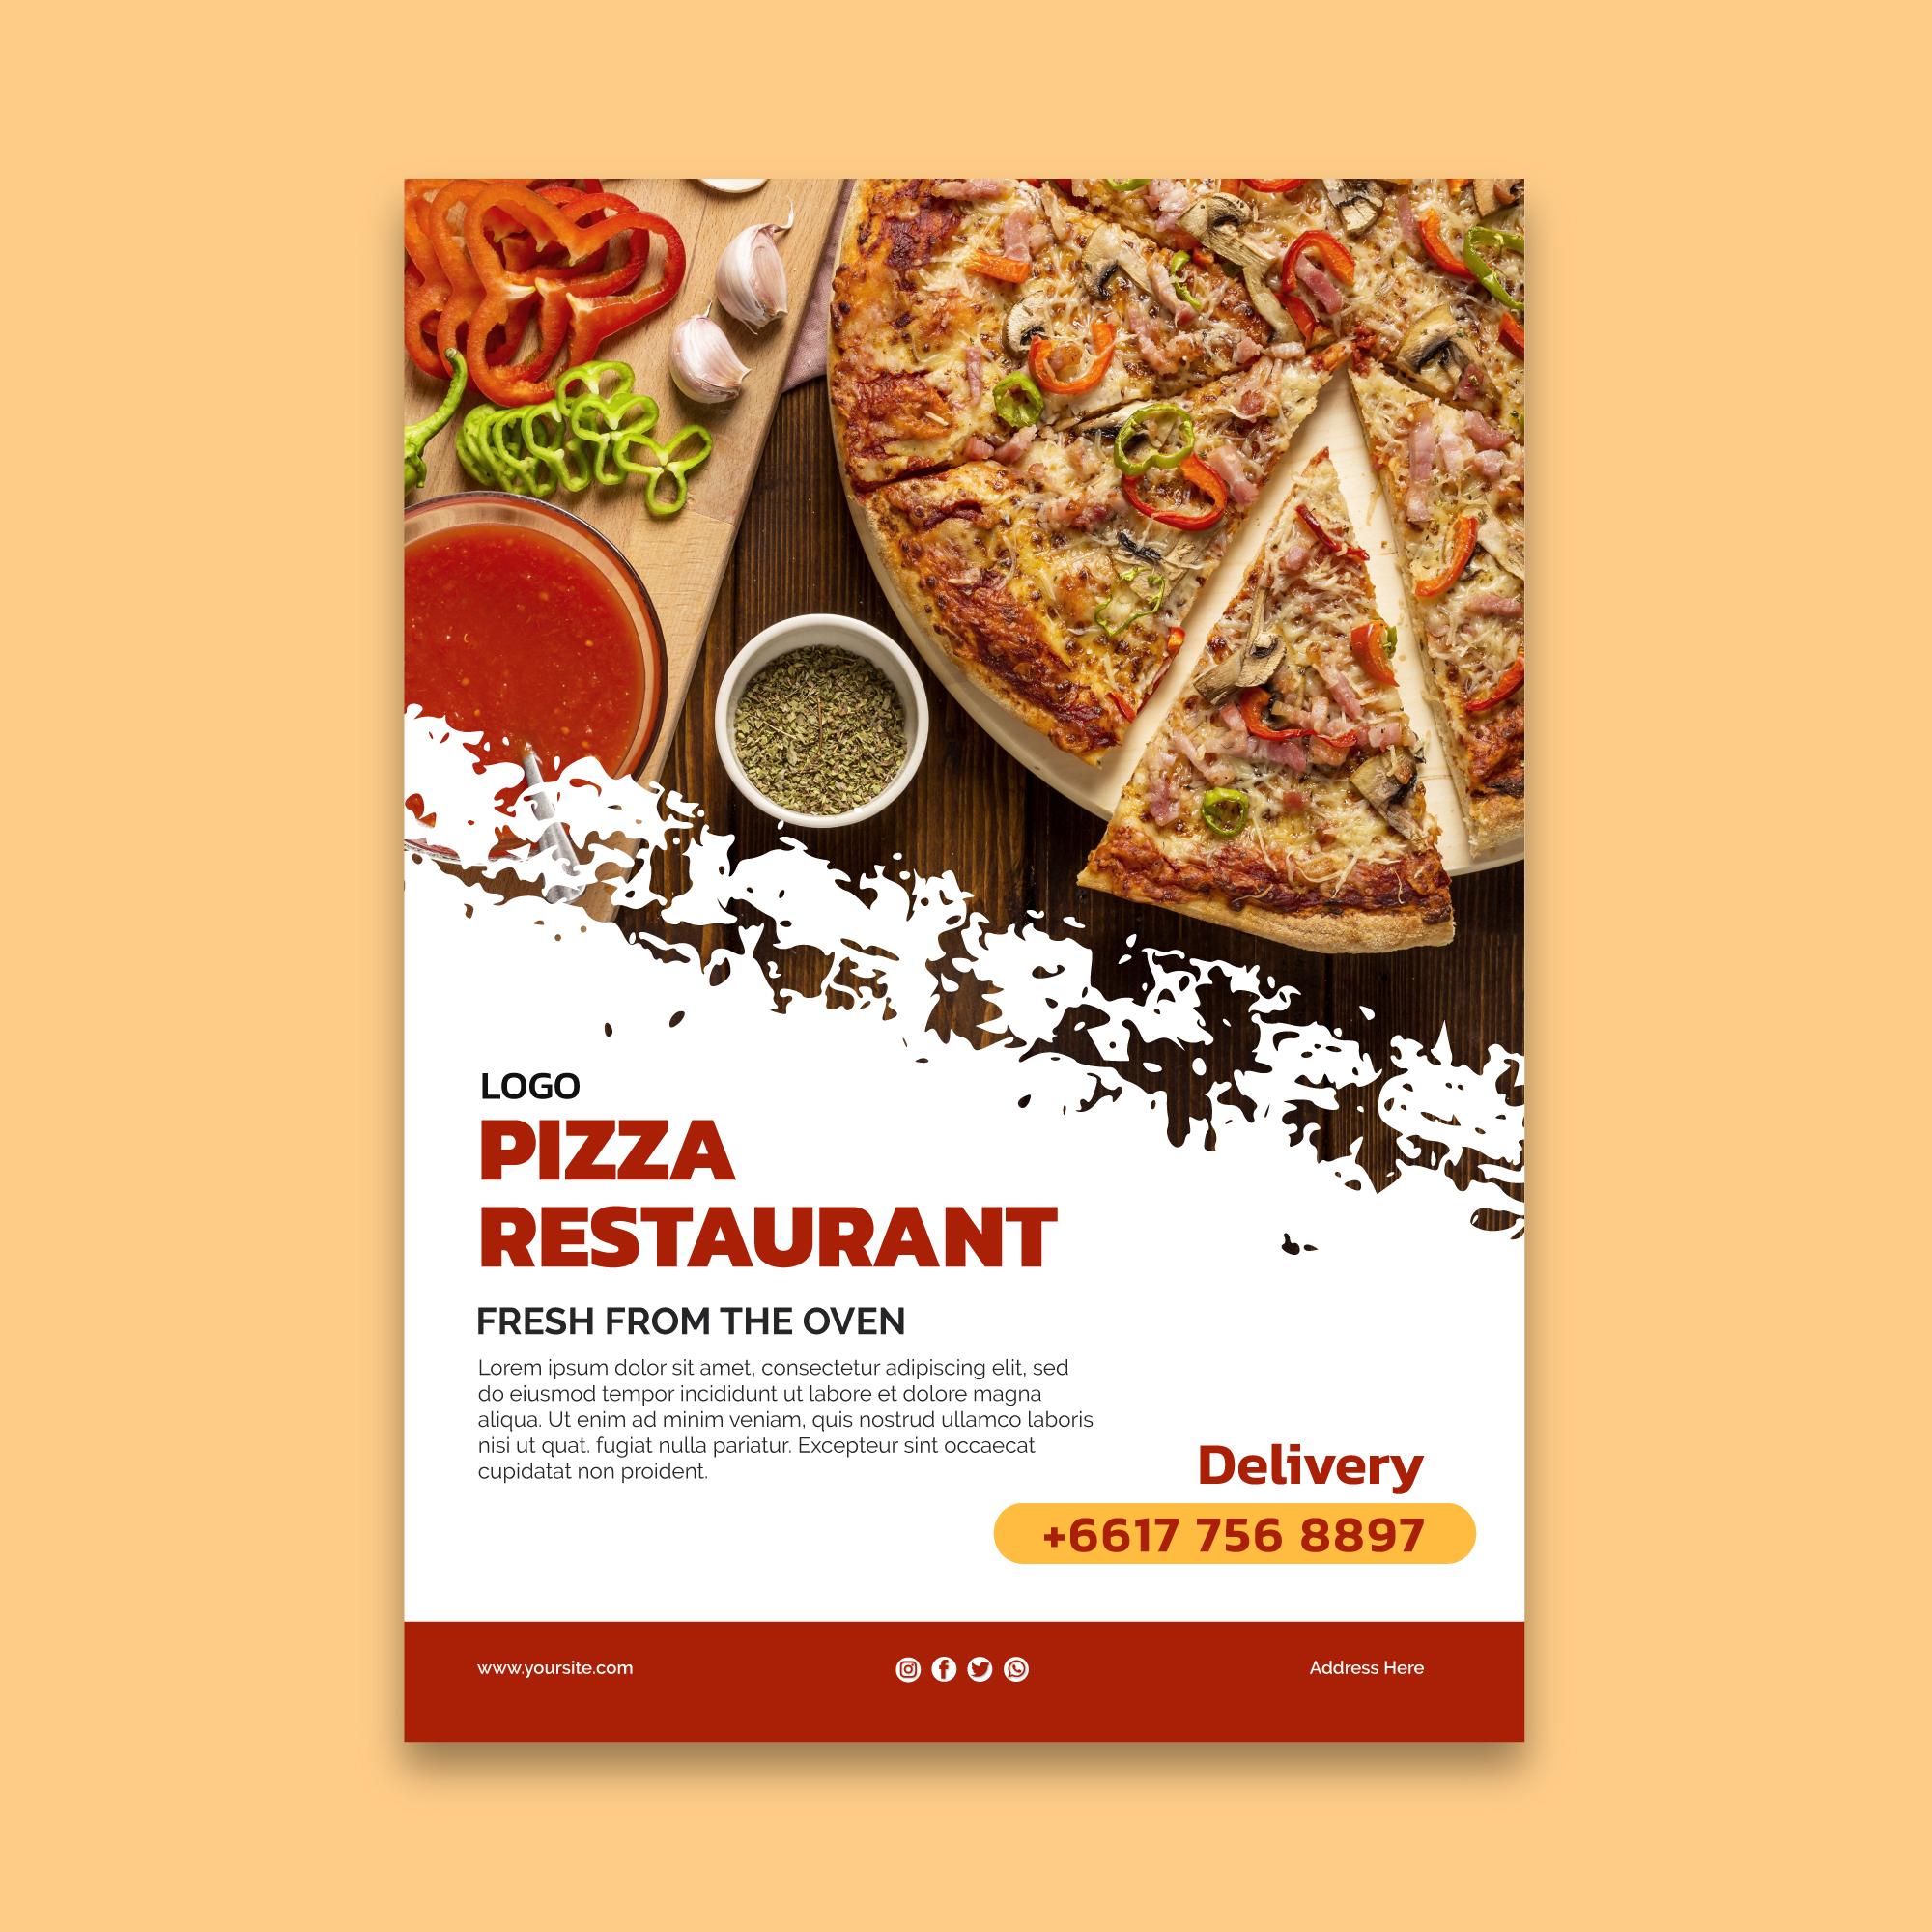 LOGO
PIZZA
RESTAURANT
FRESH FROM THE OVEN
Lorem ipsum dolor sit amet, consectetur adipiscing elit, sed
do eiusmod tempor incididunt ut labore et dolore magna
aliqua. Ut enim ad minim veniam, quis nostrud ullamco laboris
nisi ut quat. fugiat nulla pariatur. Excepteur sint occaecat
cupidatat non proident.
Delivery
+6617 756 8897
www.yoursite.com
Address Here